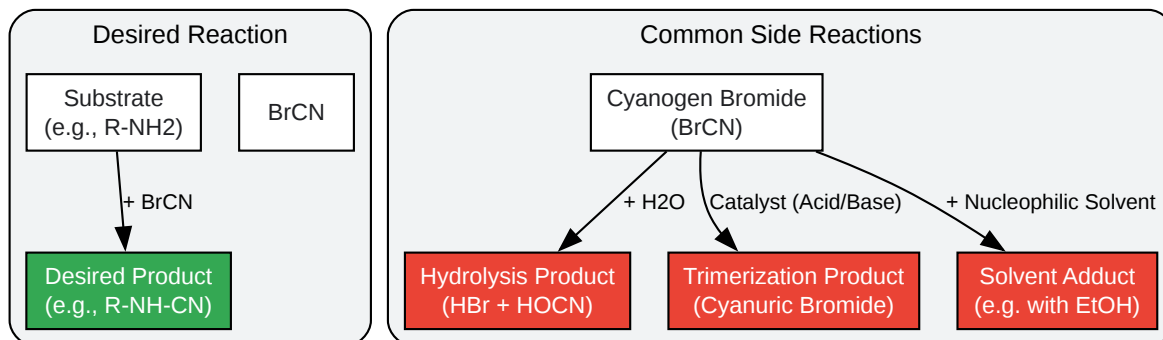 Desired Reaction
Substrate
(e.g., R-NH2)
BrCN
+ BrCN
Desired Product
(e.g., R-NH-CN)
Common Side Reactions
Cyanogen Bromide
(BrCN)
+ H2O
Catalyst (Acid/Base)
+ Nucleophilic Solvent
Hydrolysis Product
(HBr + HOCN)
Trimerization Product
(Cyanuric Bromide)
Solvent Adduct
(e.g. with EtOH)